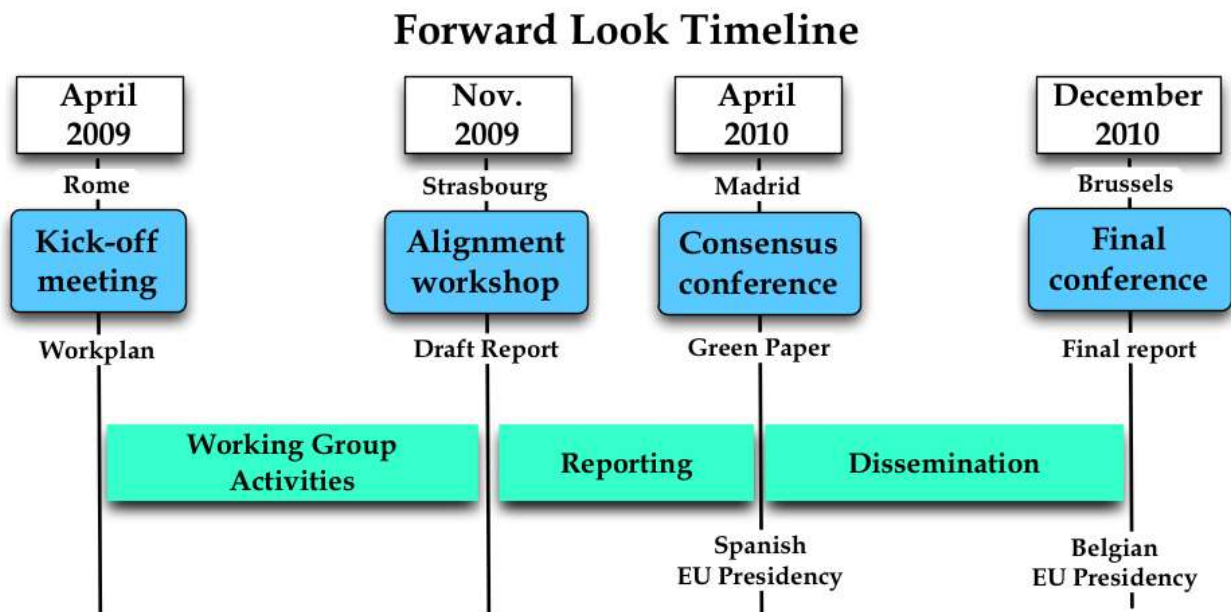 Forward Look Timeline
April
2009
Nov.
2009
April
2010
December
2010
Rome
Strasbourg
Madrid
Brussels
Kick-off
meeting
Alignment
workshop
Consensus
conference
Final
conference
Workplan
Draft Report
Green Paper
Final report
Working Group
Activities
Reporting
Dissemination
Spanish
EU Presidency
Belgian
EU Presidency